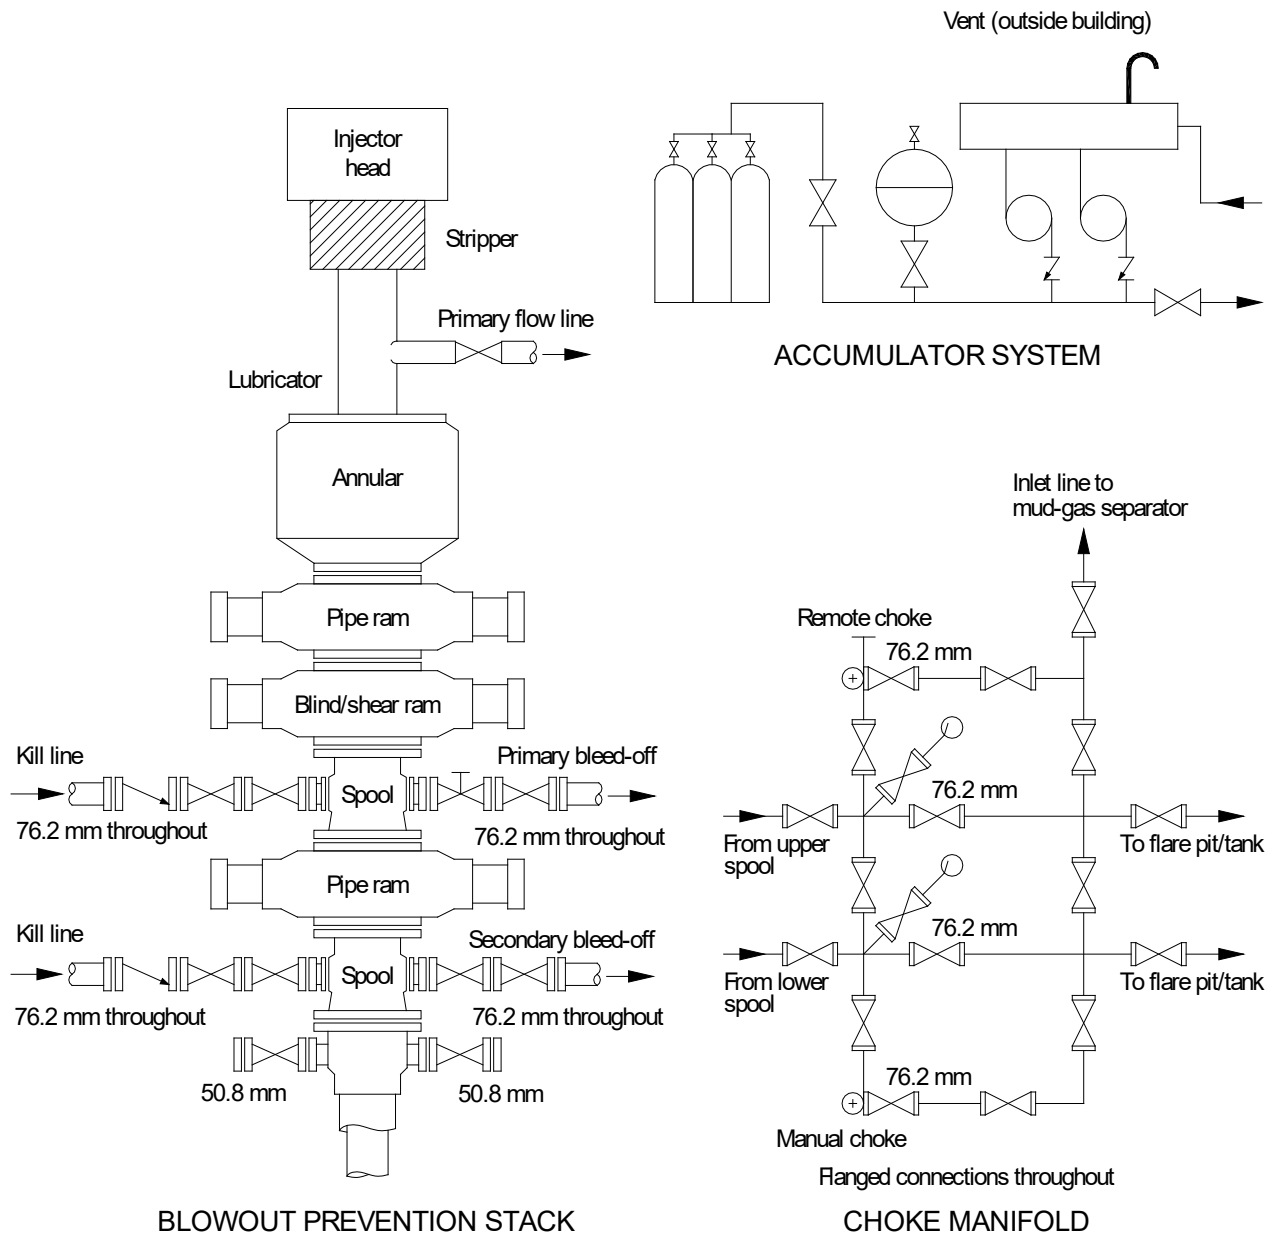 Vent (outside building)
Injector
head
Stripper
Primary flow line
Lubricator
ACCUMULATOR SYSTEM
Annular
Pipe ram
Blind/shear ram
Kill line
Primary bleed-off
Spool
76.2 mm throughout
76.2 mm throughout
Pipe ram
Kill line
Secondary bleed-off
Spool
76.2 mm throughout
76.2 mm throughout
50.8 mm
50.8 mm
BLOWOUT PREVENTION STACK
Inlet line to
mud-gas separator
Remote choke
76.2 mm
76.2 mm
From upper
spool
To flare pit/tank
76.2 mm
From lower
spool
To flare pit/tank
76.2 mm
Manual choke
Flanged connections throughout
CHOKE MANIFOLD